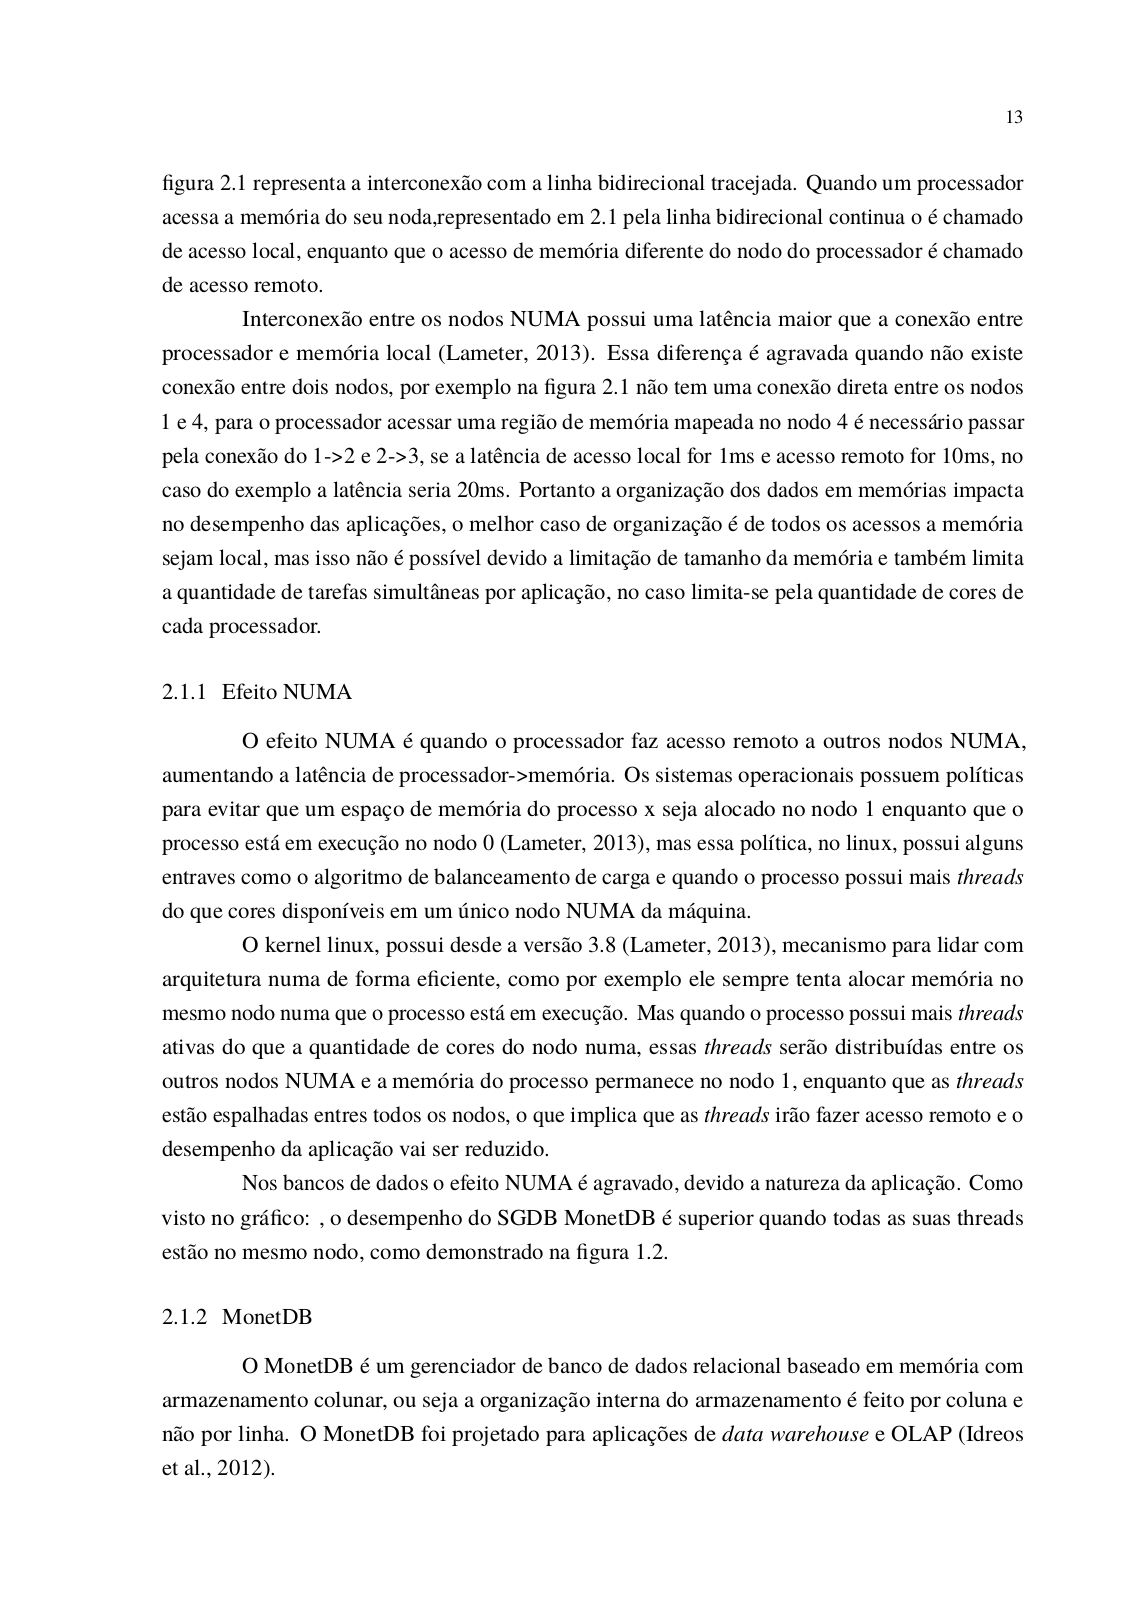 13
figura 2.1 representa a interconexão com a linha bidirecional tracejada. Quando um processador
acessa a memória do seu noda,representado em 2.1 pela linha bidirecional continua o é chamado
de acesso local, enquanto que o acesso de memória diferente do nodo do processador é chamado
de acesso remoto.
Interconexão entre os nodos NUMA possui uma latência maior que a conexão entre
processador e memória local (Lameter, 2013). Essa diferença é agravada quando não existe
conexão entre dois nodos, por exemplo na figura 2.1 não tem uma conexão direta entre os nodos
1 e 4, para o processador acessar uma região de memória mapeada no nodo 4 é necessário passar
pela conexão do 1->2 e 2->3, se a latência de acesso local for 1ms e acesso remoto for 10ms, no
caso do exemplo a latência seria 20ms. Portanto a organização dos dados em memórias impacta
no desempenho das aplicações, o melhor caso de organização é de todos os acessos a memória
sejam local, mas isso não é possível devido a limitação de tamanho da memória e também limita
a quantidade de tarefas simultâneas por aplicação, no caso limita-se pela quantidade de cores de
cada processador.
2.1.1 Efeito NUMA
O efeito NUMA é quando o processador faz acesso remoto a outros nodos NUMA,
aumentando a latência de processador->memória. Os sistemas operacionais possuem políticas
para evitar que um espaço de memória do processo x seja alocado no nodo 1 enquanto que o
processo está em execução no nodo 0 (Lameter, 2013), mas essa política, no linux, possui alguns
entraves como o algoritmo de balanceamento de carga e quando o processo possui mais threads
do que cores disponíveis em um único nodo NUMA da máquina.
O kernel linux, possui desde a versão 3.8 (Lameter, 2013), mecanismo para lidar com
arquitetura numa de forma eficiente, como por exemplo ele sempre tenta alocar memória no
mesmo nodo numa que o processo está em execução. Mas quando o processo possui mais threads
ativas do que a quantidade de cores do nodo numa, essas threads serão distribuídas entre os
outros nodos NUMA e a memória do processo permanece no nodo 1, enquanto que as threads
estão espalhadas entres todos os nodos, o que implica que as threads irão fazer acesso remoto e o
desempenho da aplicação vai ser reduzido.
Nos bancos de dados o efeito NUMA é agravado, devido a natureza da aplicação. Como
visto no gráfico: , o desempenho do SGDB MonetDB é superior quando todas as suas threads
estão no mesmo nodo, como demonstrado na figura 1.2.
2.1.2 MonetDB
O MonetDB é um gerenciador de banco de dados relacional baseado em memória com
armazenamento colunar, ou seja a organização interna do armazenamento é feito por coluna e
não por linha. O MonetDB foi projetado para aplicações de data warehouse e OLAP (Idreos
et al., 2012).